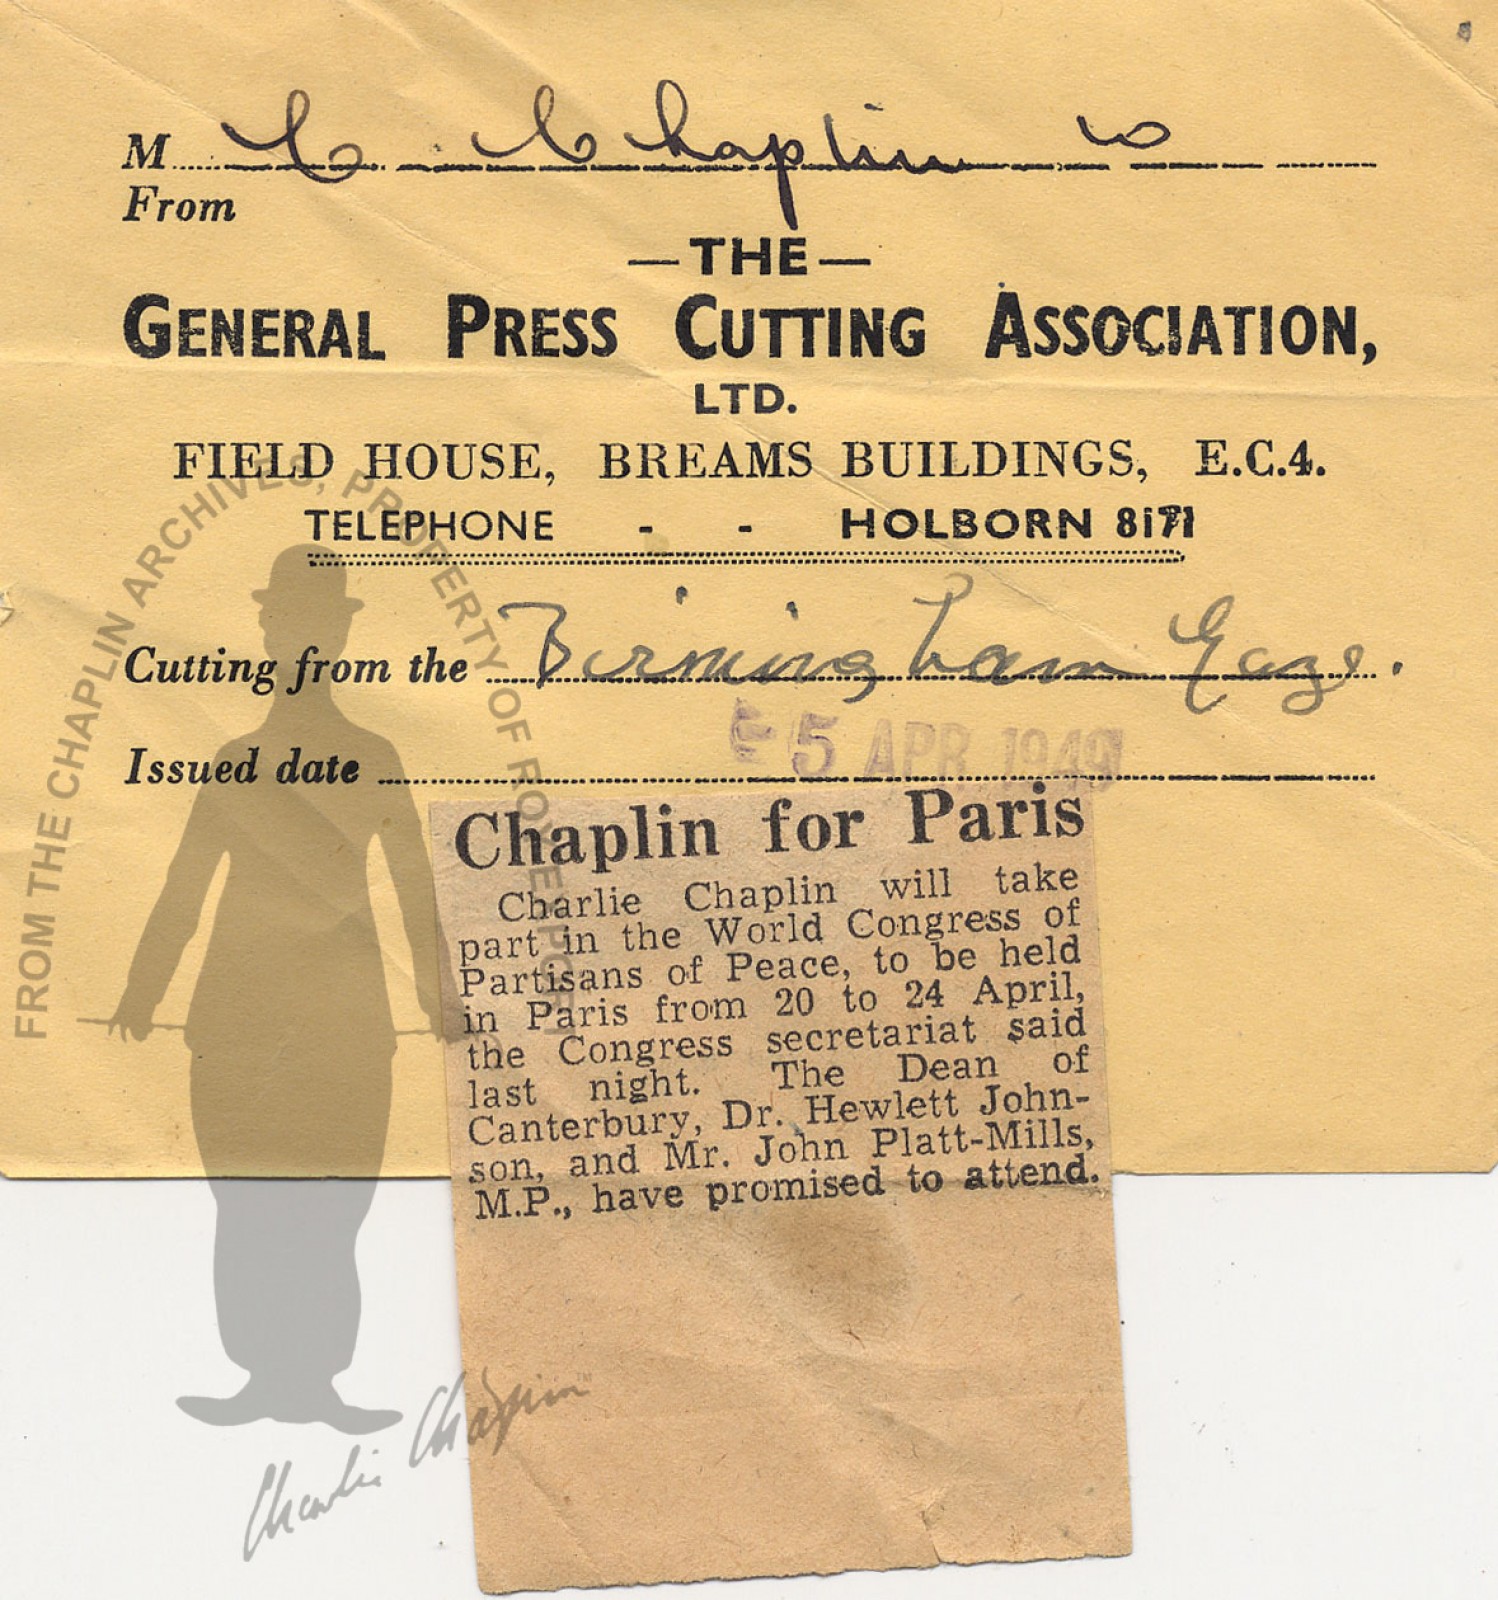 M C. Chaplin
From
—THE—
GENERAL PRESS CUTTING ASSOCIATION,
LTD.
FIELD HOUSE, BREAMS BUILDINGS, E.C.4.
TELEPHONE - - HOLBORN 8171
Cutting from the Birmingham Gaze.
Issued date 5 APR 1949
Chaplin for Paris
Charlie Chaplin will take
part in the World Congress of
Partisans of Peace, to be held
in Paris from 20 to 24 April,
the Congress secretariat said
last night. The Dean of
Canterbury, Dr. Hewlett John-
son, and Mr. John Platt-Mills,
M.P., have promised to attend.
FROM THE CHAPLIN ARCHIVES, PROPERTY OF ROY EXPORT
Charlie Chaplin™